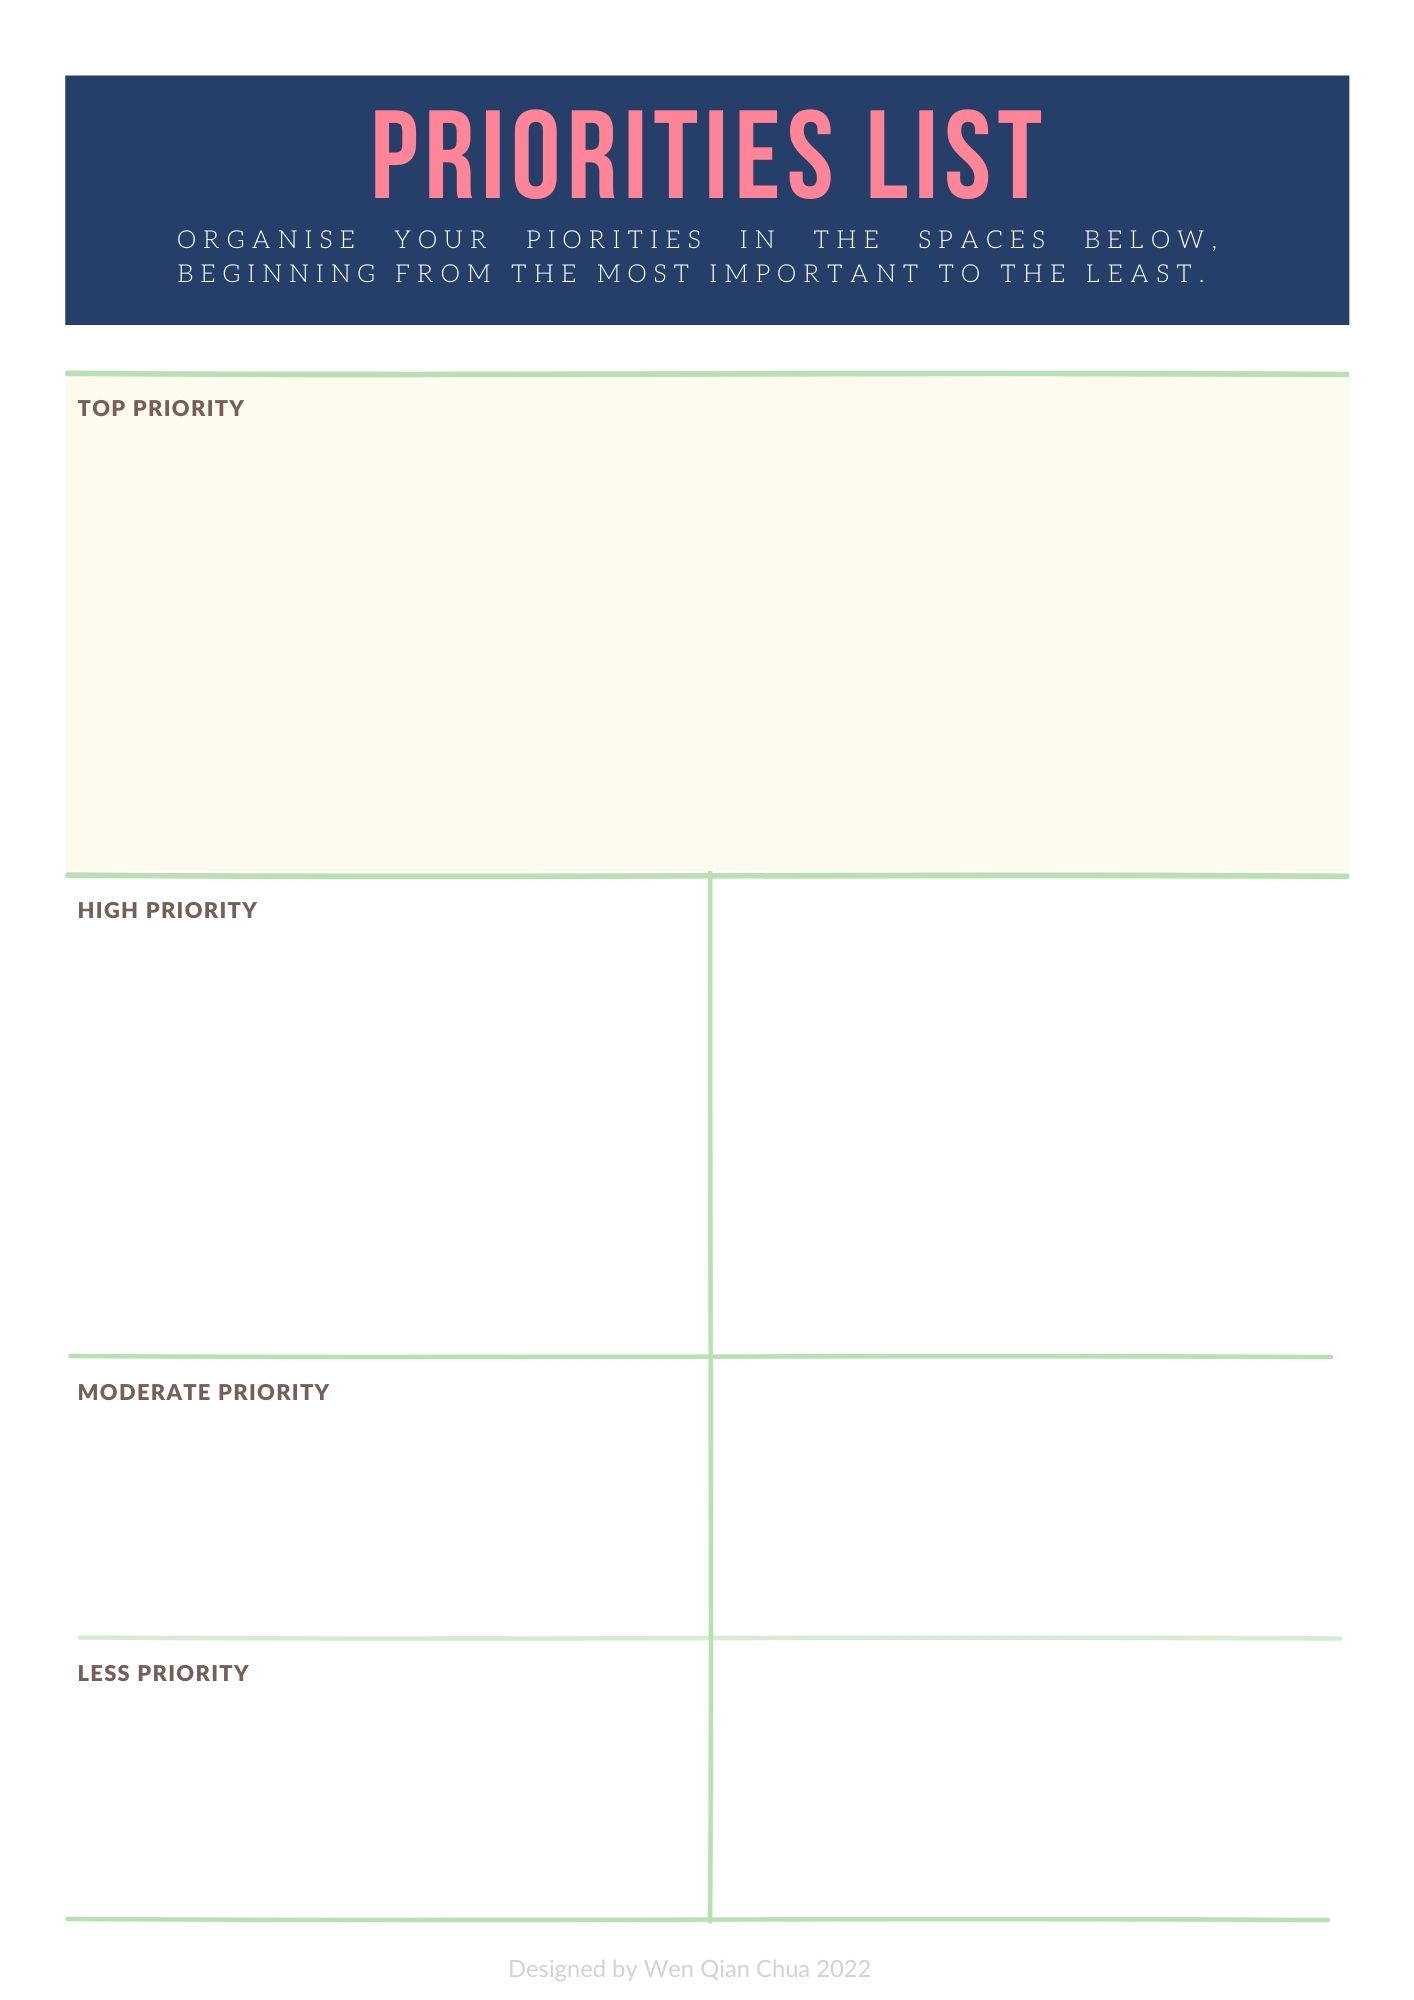 PRIORITIES LIST
ORGANISE YOUR PIORITIES IN THE SPACES BELOW,
BEGINNING FROM THE MOST IMPORTANT TO THE LEAST.
TOP PRIORITY
HIGH PRIORITY
MODERATE PRIORITY
LESS PRIORITY
Designed by Wen Qian Chua 2022